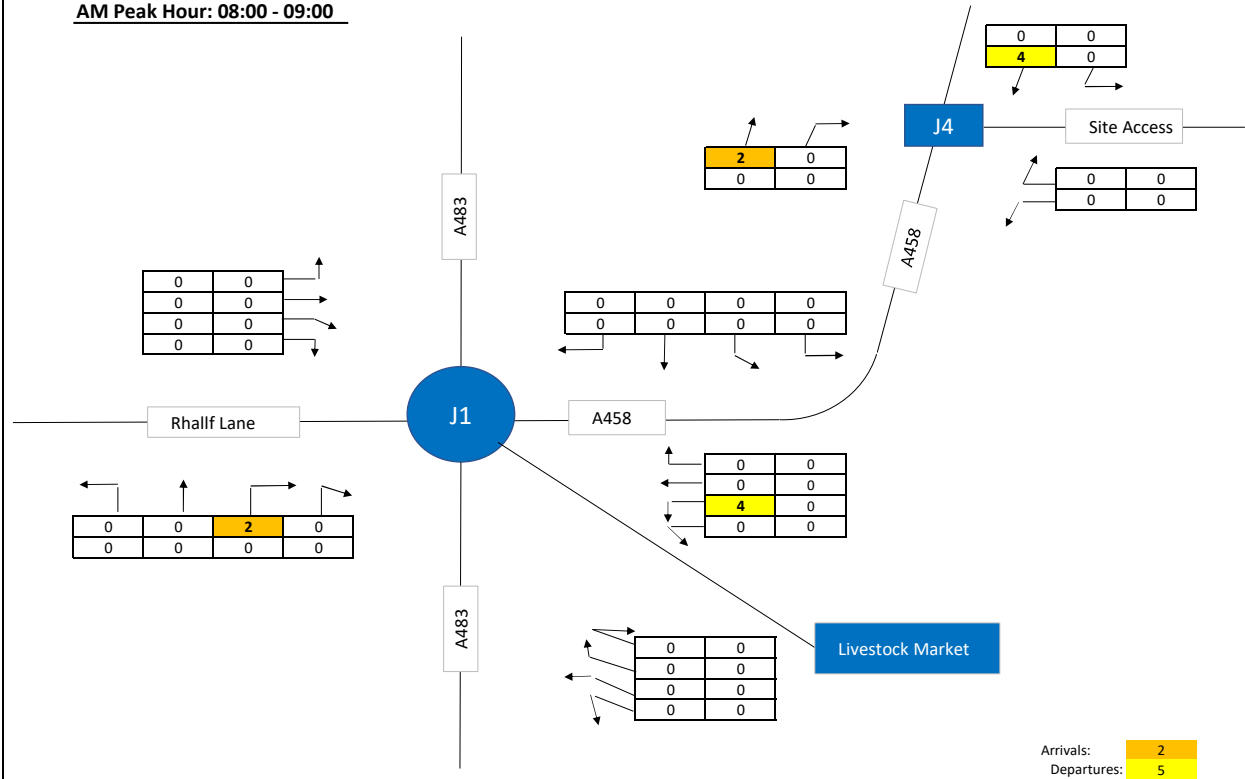 AM Peak Hour: 08:00 - 09:00
0 0
4 0
J4
Site Access
2 0
0 0
0 0
0 0
A483
A458
0 0
0 0
0 0
0 0
0 0 0 0
0 0 0 0
J1
Rhallf Lane
A458
0 0
0 0
4 0
0 0
0 0 2 0
0 0 0 0
A483
0 0
0 0
0 0
0 0
Livestock Market
Arrivals: 2
Departures: 5